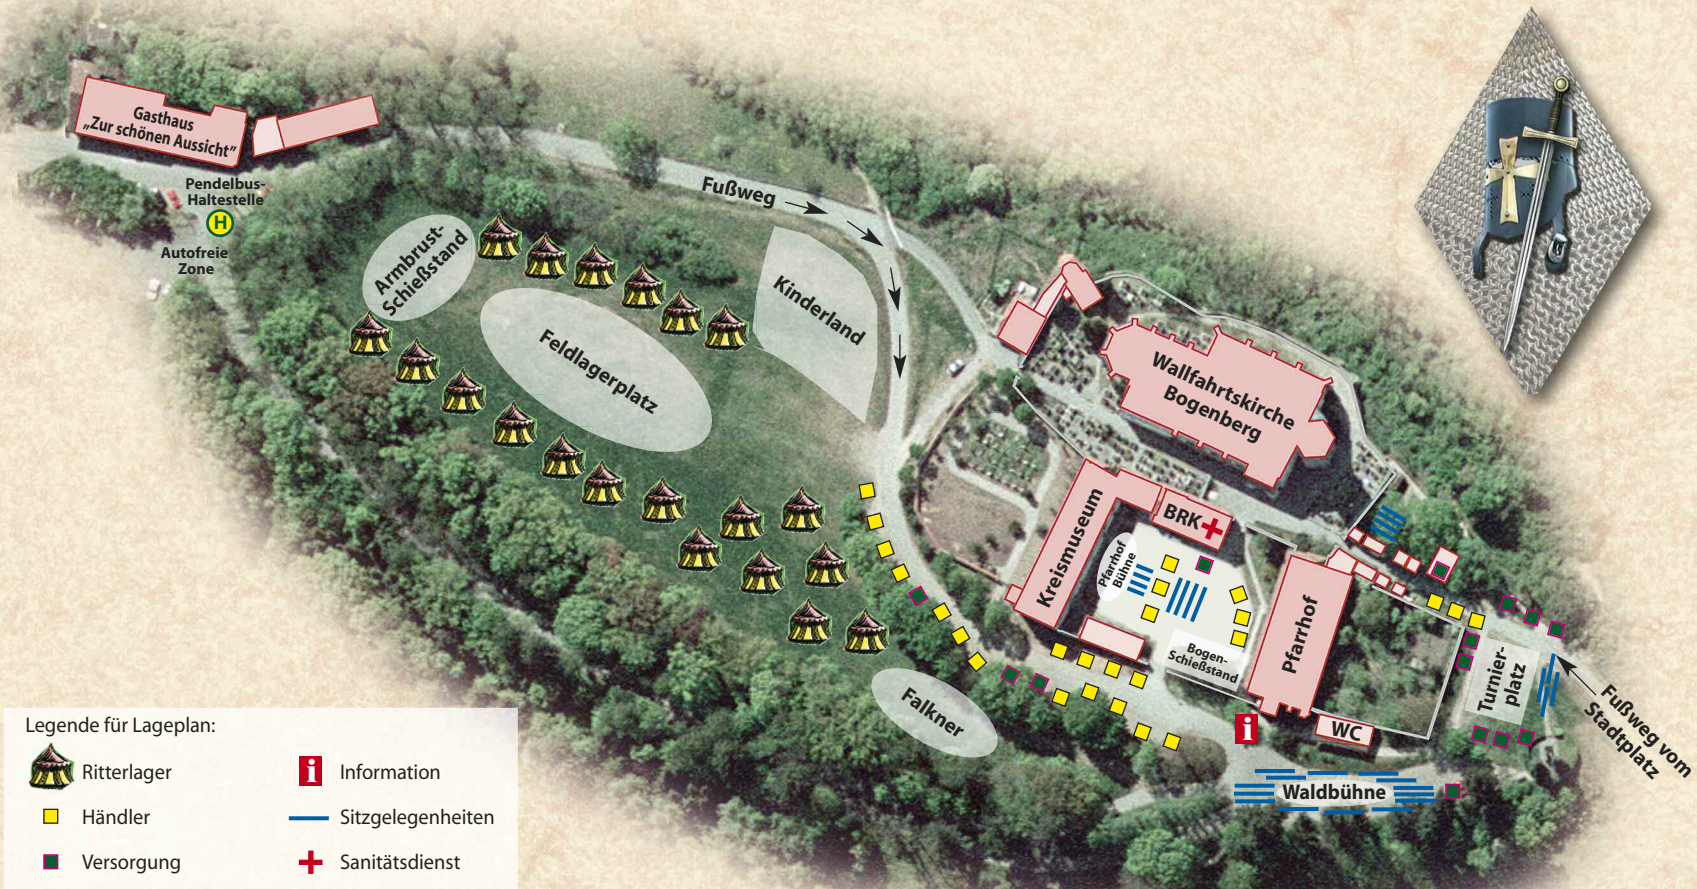 Gasthaus
„Zur schönen Aussicht”
Pendelbus-
Haltestelle
H
Autofreie
Zone
Armbrust-
Schießstand
Feldlagerplatz
Fußweg
Kinderland
Wallfahrtskirche
Bogenberg
Kreismuseum
BRK
Pfarrhof
Bühne
Bogen-
Schießstand
Pfarrhof
Turnier-
platz
Fußweg vom
Stadtplatz
Falkner
i
WC
Waldbühne
Legende für Lageplan:
Ritterlager
Händler
Versorgung
i Information
Sitzgelegenheiten
Sanitätsdienst